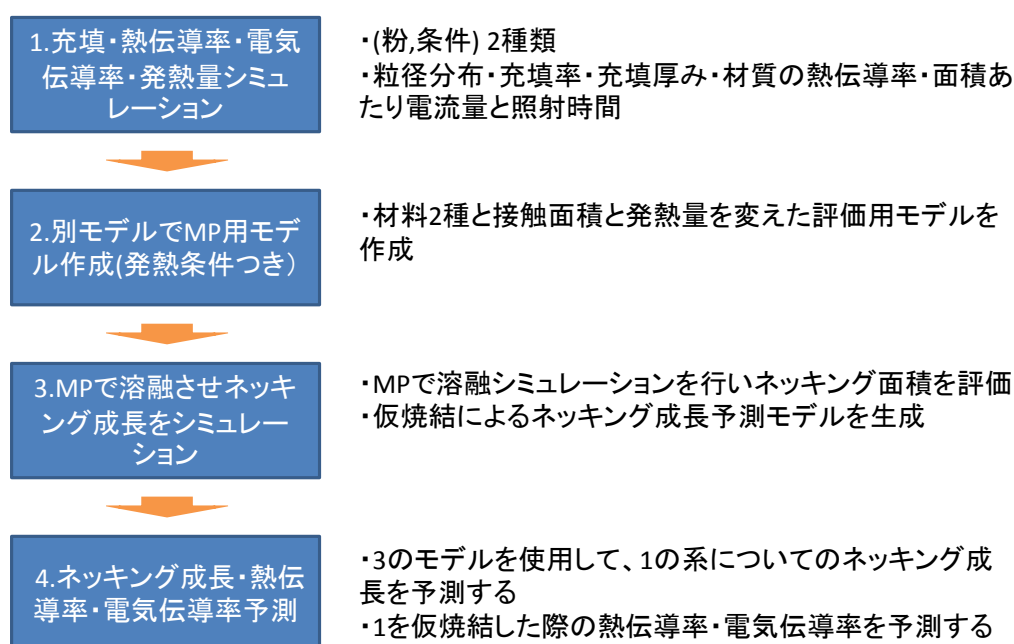 1.充填・熱伝導率・電気
伝導率・発熱量シミュ
レーション
・(粉,条件) 2種類
・粒径分布・充填率・充填厚み・材質の熱伝導率・面積あ
たり電流量と照射時間
2.別モデルでMP用モデ
ル作成(発熱条件つき）
・材料2種と接触面積と発熱量を変えた評価用モデルを
作成
3.MPで溶融させネッキ
ング成長をシミュレー
ション
・MPで溶融シミュレーションを行いネッキング面積を評価
・仮焼結によるネッキング成長予測モデルを生成
4.ネッキング成長・熱伝
導率・電気伝導率予測
・3のモデルを使用して、1の系についてのネッキング成
長を予測する
・1を仮焼結した際の熱伝導率・電気伝導率を予測する